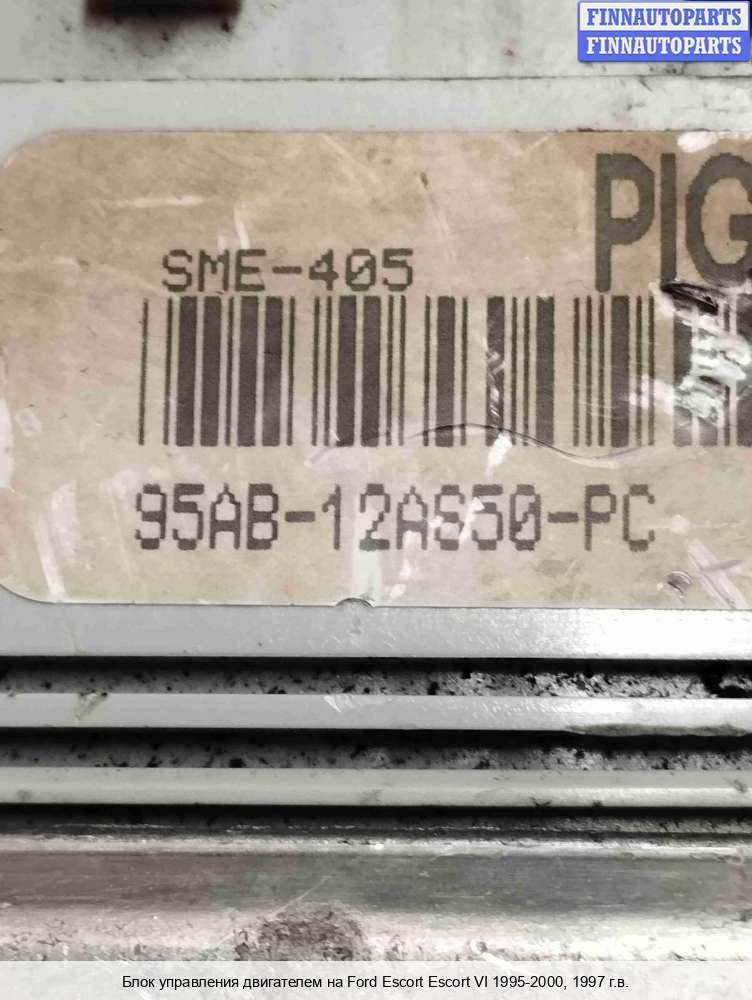 FINNAUTOPARTS
FINNAUTOPARTS
PIG
SME-405
95AB-12A650-PC
Блок управления двигателем на Ford Escort Escort VI 1995-2000, 1997 г.в.